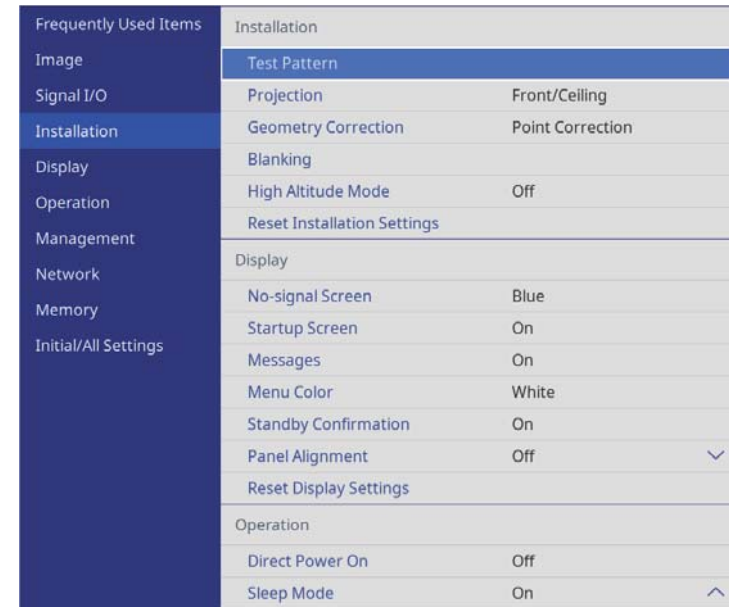 Frequently Used Items
Image
Signal I/O
Installation
Display
Operation
Management
Network
Memory
Initial/All Settings
Installation
Test Pattern
Projection Front/Ceiling
Geometry Correction Point Correction
Blanking
High Altitude Mode Off
Reset Installation Settings
Display
No-signal Screen Blue
Startup Screen On
Messages On
Menu Color White
Standby Confirmation On
Panel Alignment Off
Reset Display Settings
Operation
Direct Power On Off
Sleep Mode On